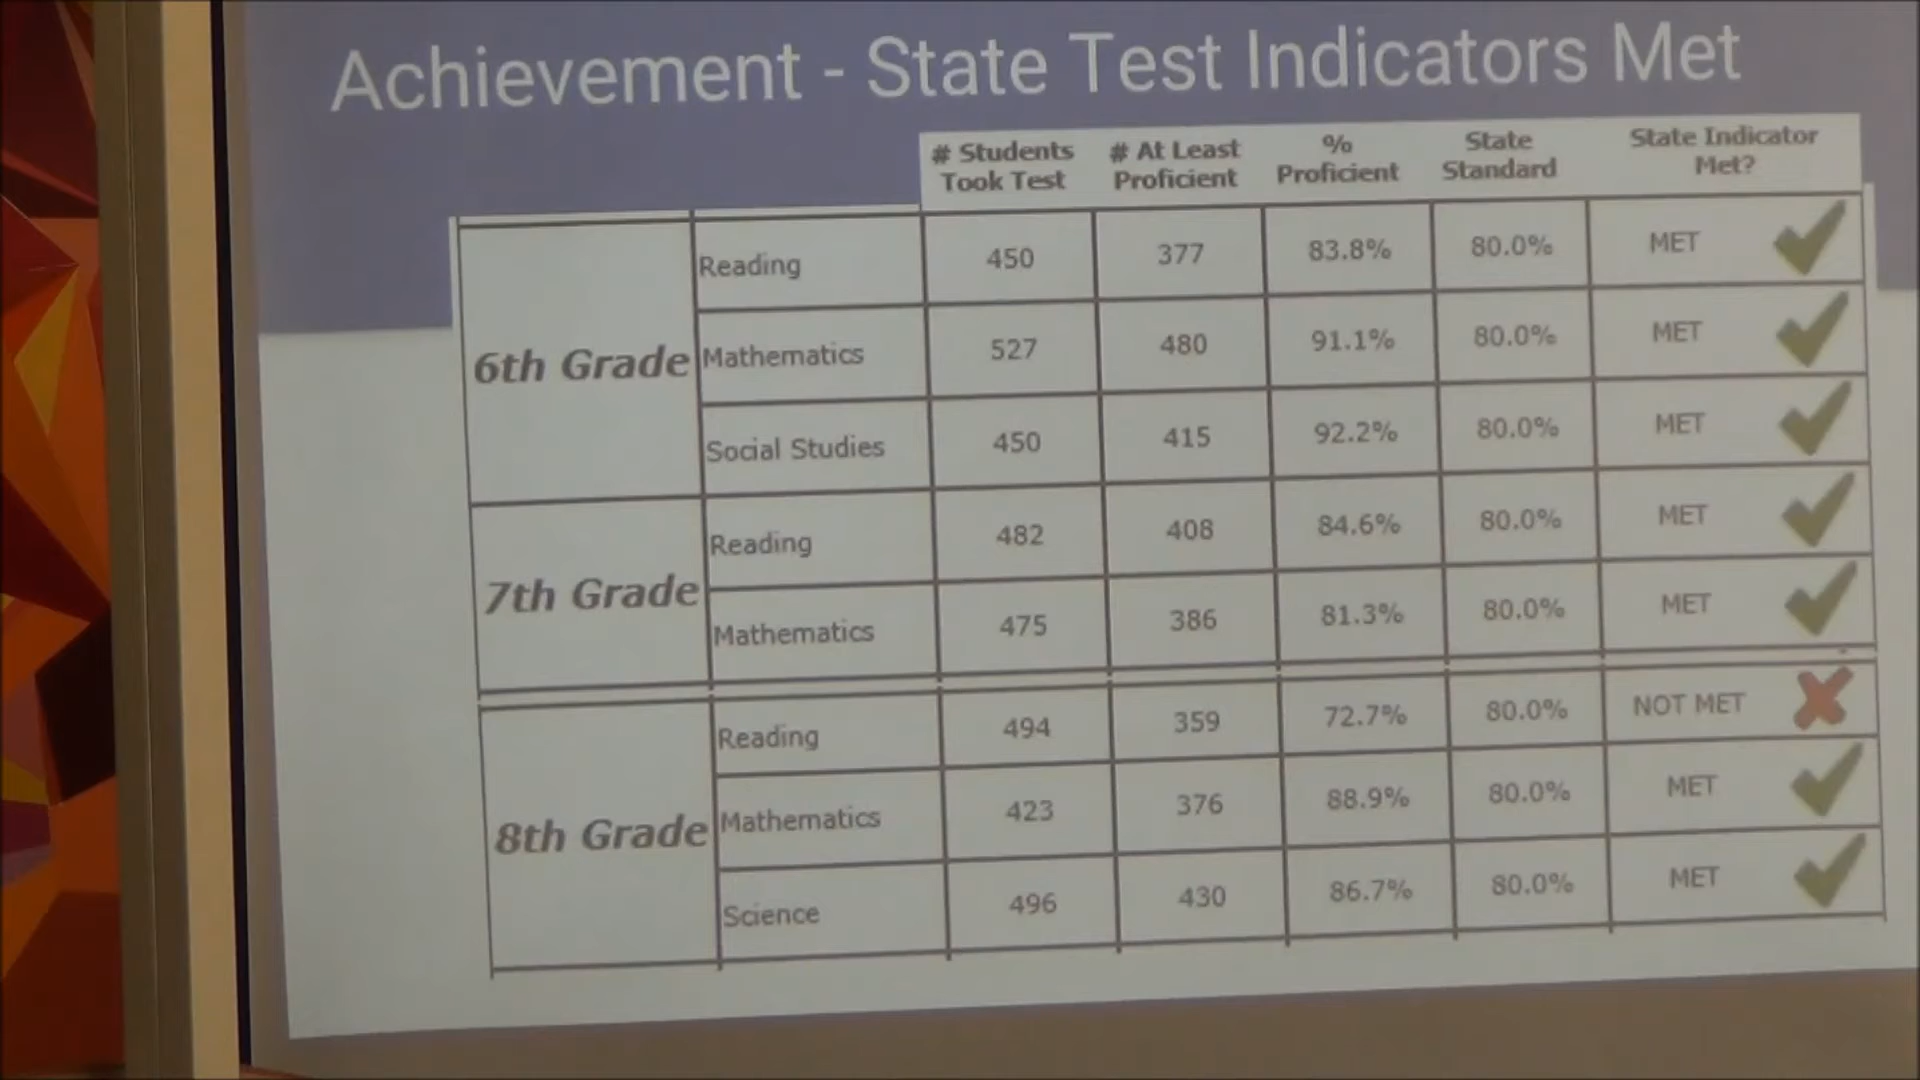 Achievement - State Test Indicators Met
# Students Took Test # At Least Proficient % Proficient State Standard State Indicator Met?
6th Grade
Reading 450 377 83.8% 80.0% MET
Mathematics 527 480 91.1% 80.0% MET
Social Studies 450 415 92.2% 80.0% MET
7th Grade
Reading 482 408 84.6% 80.0% MET
Mathematics 475 386 81.3% 80.0% MET
8th Grade
Reading 494 359 72.7% 80.0% NOT MET
Mathematics 423 376 88.9% 80.0% MET
Science 496 430 86.7% 80.0% MET